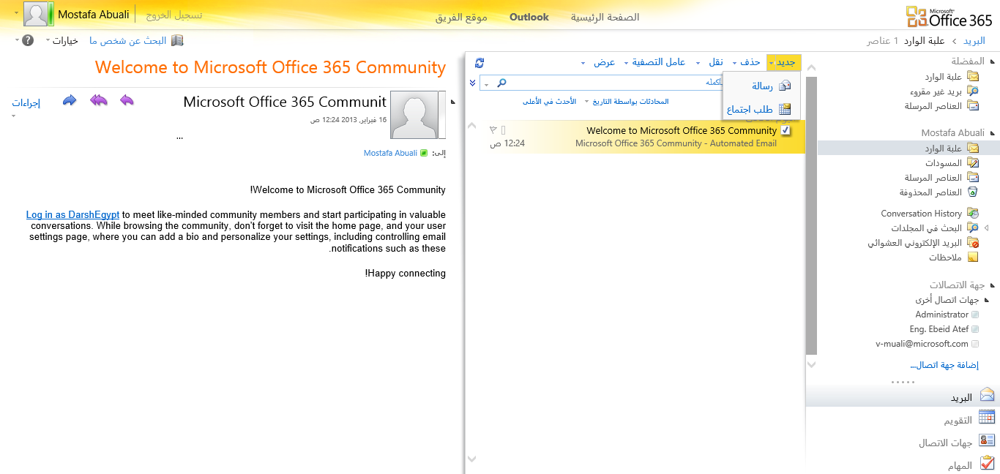 Microsoft®
Office 365
الصفحة الرئيسية
Outlook
موقع الفريق
تسجيل الخروج
Mostafa Abuali
البريد > علبة الوارد 1 عناصر
البحث عن شخص ما
خيارات
?
المفضلة
علبة الوارد
بريد غير مقروء
العناصر المرسلة
Mostafa Abuali
علبة الوارد
المسودات
العناصر المرسلة
العناصر المحذوفة
Conversation History
البحث في المجلدات
البريد الإلكتروني العشوائي
ملاحظات
جهة الاتصالات
جهات اتصال أخرى
Administrator
Eng. Ebeid Atef
v-muali@microsoft.com
إضافة جهة اتصال...
البريد
التقويم
جهات الاتصال
المهام
جديد
حذف
نقل
عامل التصفية
عرض
رسالة
طلب اجتماع
المحادثات بواسطة التاريخ
الأحدث في الأعلى
Welcome to Microsoft Office 365 Community
Microsoft Office 365 Community - Automated Email
12:24 ص
Welcome to Microsoft Office 365 Community
Microsoft Office 365 Communit
...
16 فبراير, 2013 12:24 ص
إجراءات
إلى: Mostafa Abuali
!Welcome to Microsoft Office 365 Community
Log in as DarshEgypt to meet like-minded community members and start participating in valuable
conversations. While browsing the community, don't forget to visit the home page, and your user
settings page, where you can add a bio and personalize your settings, including controlling email
.notifications such as these
!Happy connecting